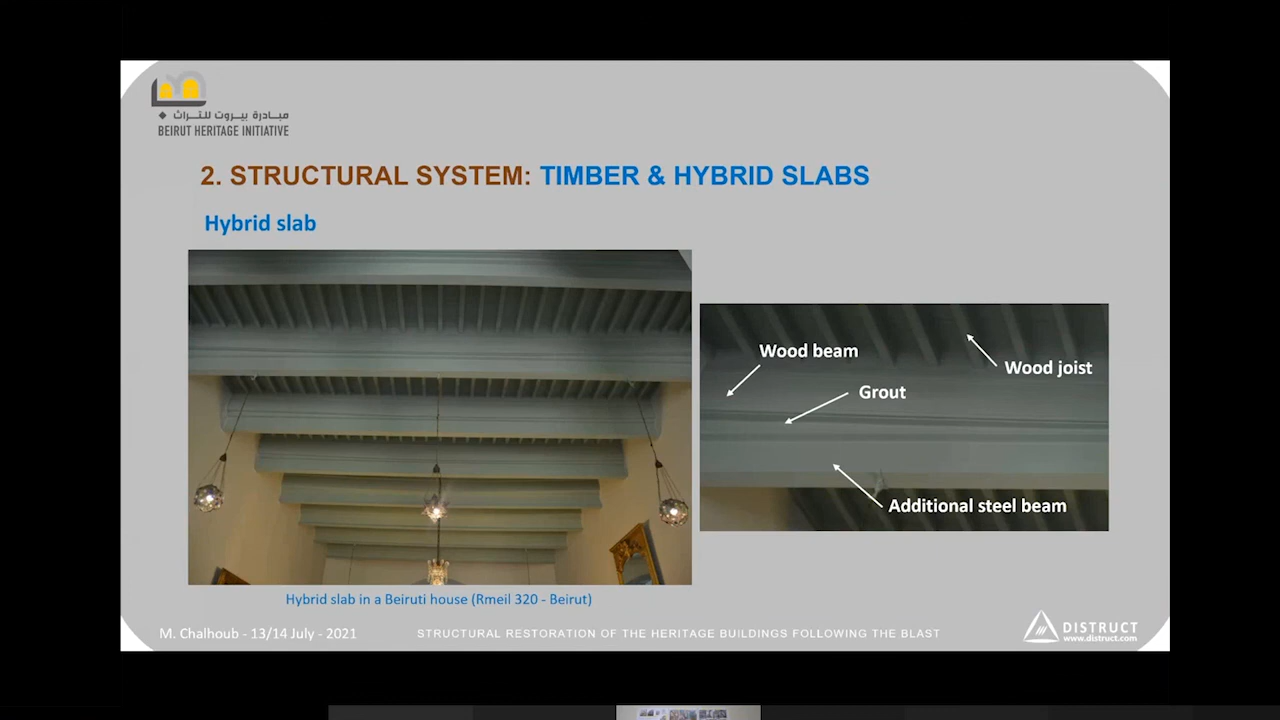 مبادرة بيروت للتراث
BEIRUT HERITAGE INITIATIVE
2. STRUCTURAL SYSTEM: TIMBER & HYBRID SLABS
Hybrid slab
Wood beam
Wood joist
Grout
Additional steel beam
Hybrid slab in a Beiruti house (Rmeil 320 - Beirut)
M. Chalhoub - 13/14 July - 2021
STRUCTURAL RESTORATION OF THE HERITAGE BUILDINGS FOLLOWING THE BLAST
DISTRUCT
www.distruct.com